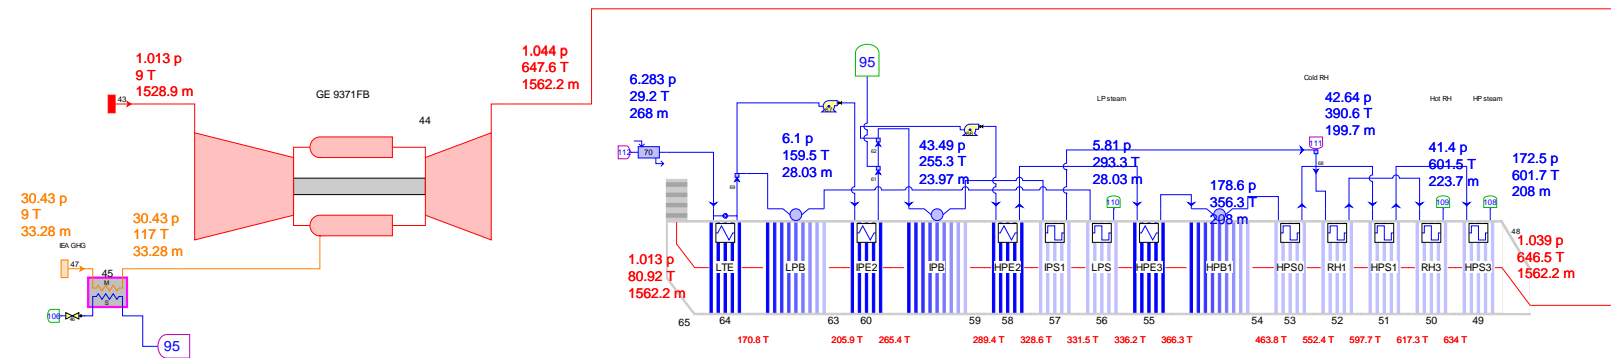 1.013 p
9 T
1528.9 m
43
GE 9371FB
44
1.044 p
647.6 T
1562.2 m
30.43 p
9 T
33.28 m
IEA GHG
47
30.43 p
117 T
33.28 m
45
M
S
106
95
6.283 p
29.2 T
268 m
112
70
95
6.1 p
159.5 T
28.03 m
63
62
61
43.49 p
255.3 T
23.97 m
LP steam
5.81 p
293.3 T
28.03 m
110
178.6 p
356.3 T
208 m
Cold RH
42.64 p
390.6 T
199.7 m
111
68
Hot RH
HP steam
41.4 p
601.5 T
223.7 m
109
108
172.5 p
601.7 T
208 m
48
1.039 p
646.5 T
1562.2 m
1.013 p
80.92 T
1562.2 m
LTE
LPB
IPE2
IPB
HPE2
IPS1
LPS
HPE3
HPB1
HPS0
RH1
HPS1
RH3
HPS3
65
64
63
60
59
58
57
56
55
54
53
52
51
50
49
170.8 T
205.9 T
265.4 T
289.4 T
328.6 T
331.5 T
336.2 T
366.3 T
463.8 T
552.4 T
597.7 T
617.3 T
634 T